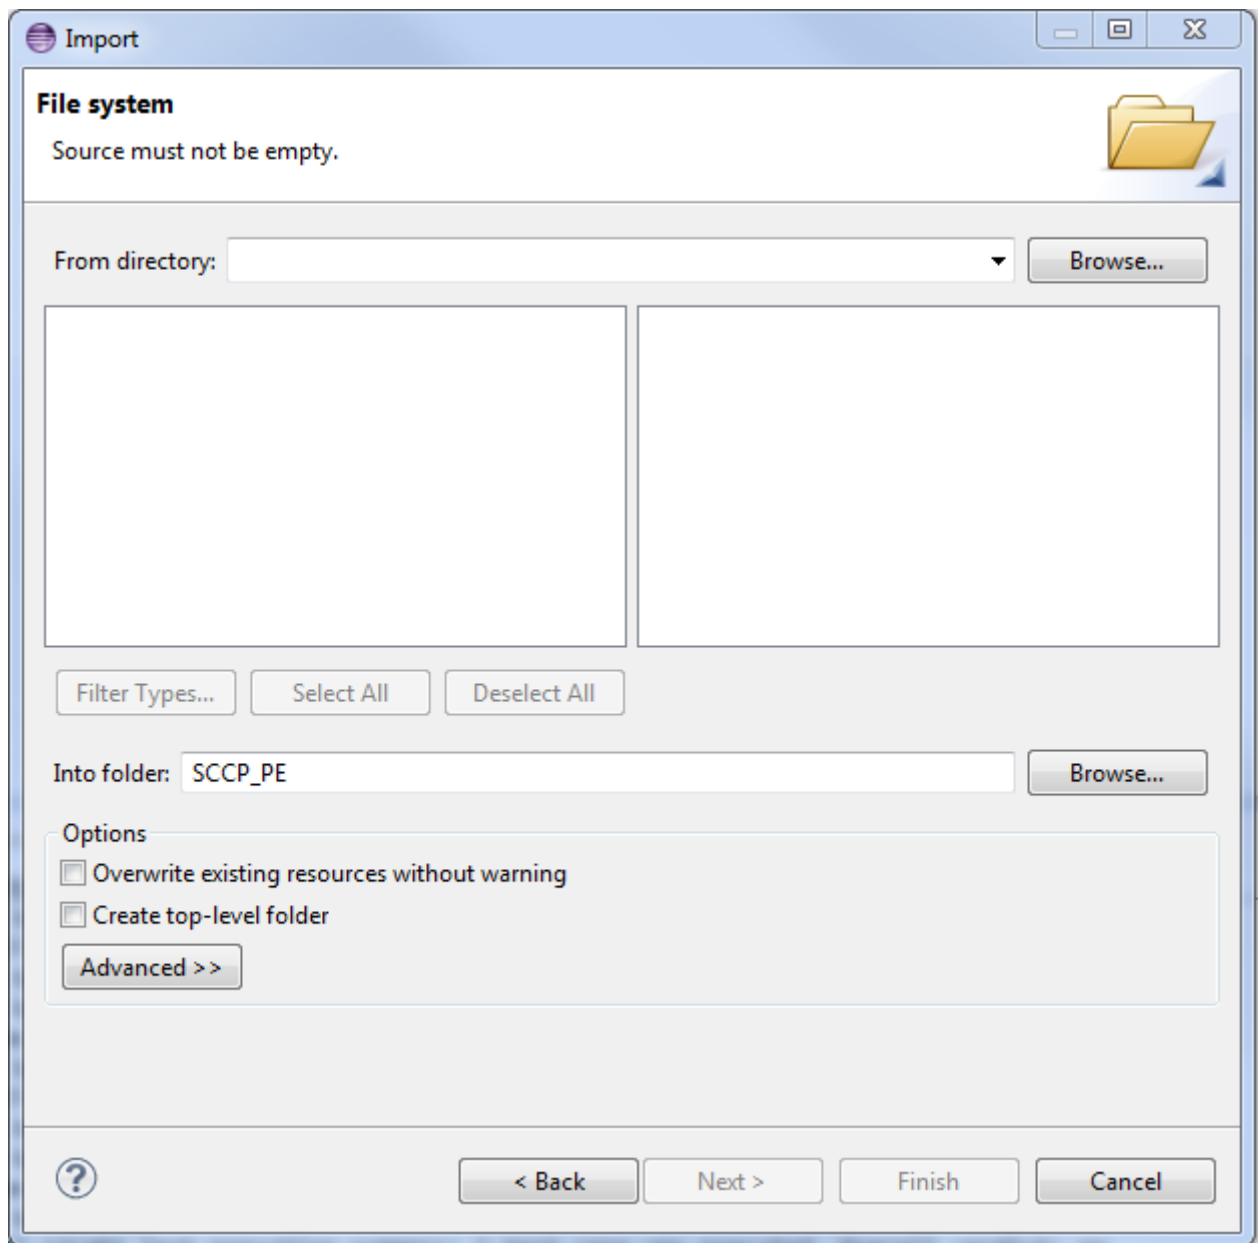 Import
File system
Source must not be empty.
From directory: Browse...
Filter Types... Select All Deselect All
Into folder: SCCP_PE Browse...
Options
Overwrite existing resources without warning
Create top-level folder
Advanced >>
? < Back Next > Finish Cancel